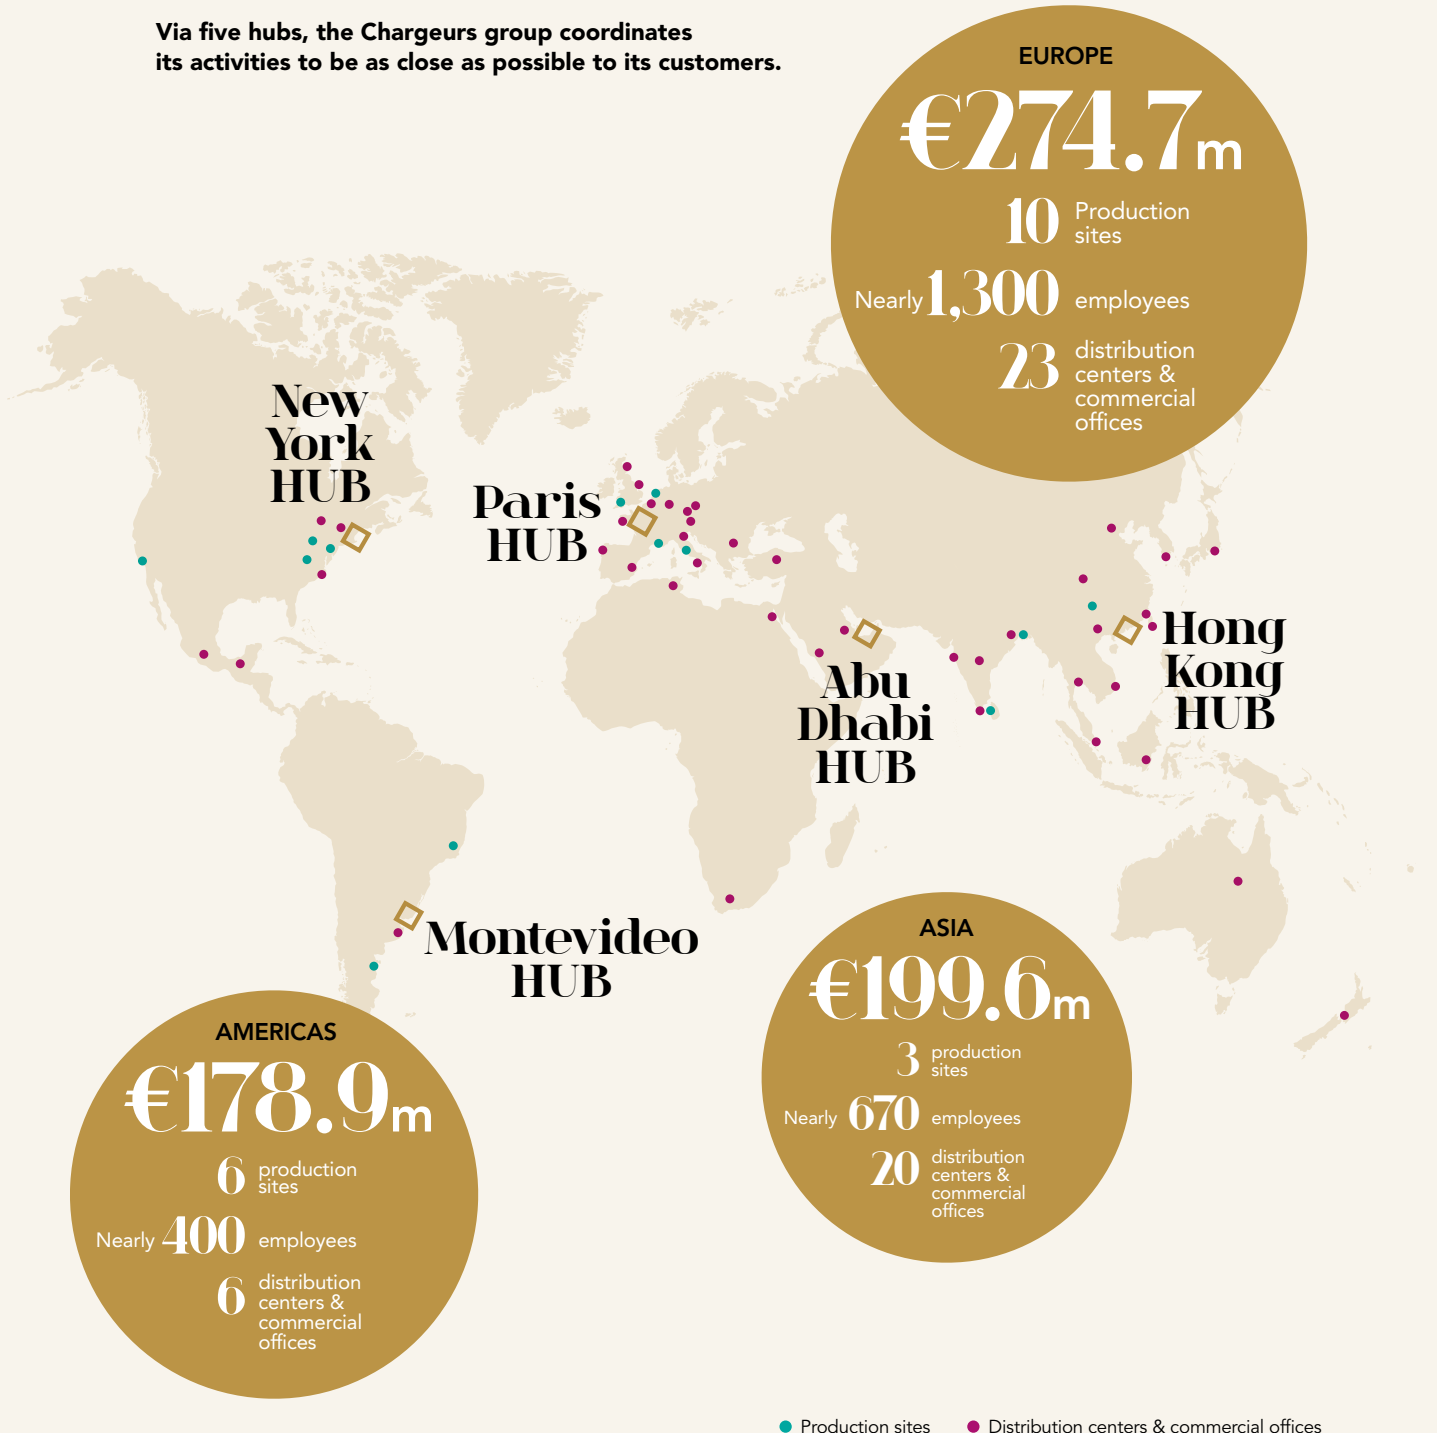 Via five hubs, the Chargeurs group coordinates
its activities to be as close as possible to its customers.
EUROPE
€274.7m
10 Production
sites
Nearly 1,300 employees
23 distribution
centers &
commercial
offices
New
York
HUB
Paris
HUB
Hong
Kong
HUB
Abu
Dhabi
HUB
Montevideo
HUB
ASIA
€199.6m
3 production
sites
Nearly 670 employees
20 distribution
centers &
commercial
offices
AMERICAS
€178.9m
6 production
sites
Nearly 400 employees
6 distribution
centers &
commercial
offices
Production sites
Distribution centers & commercial offices